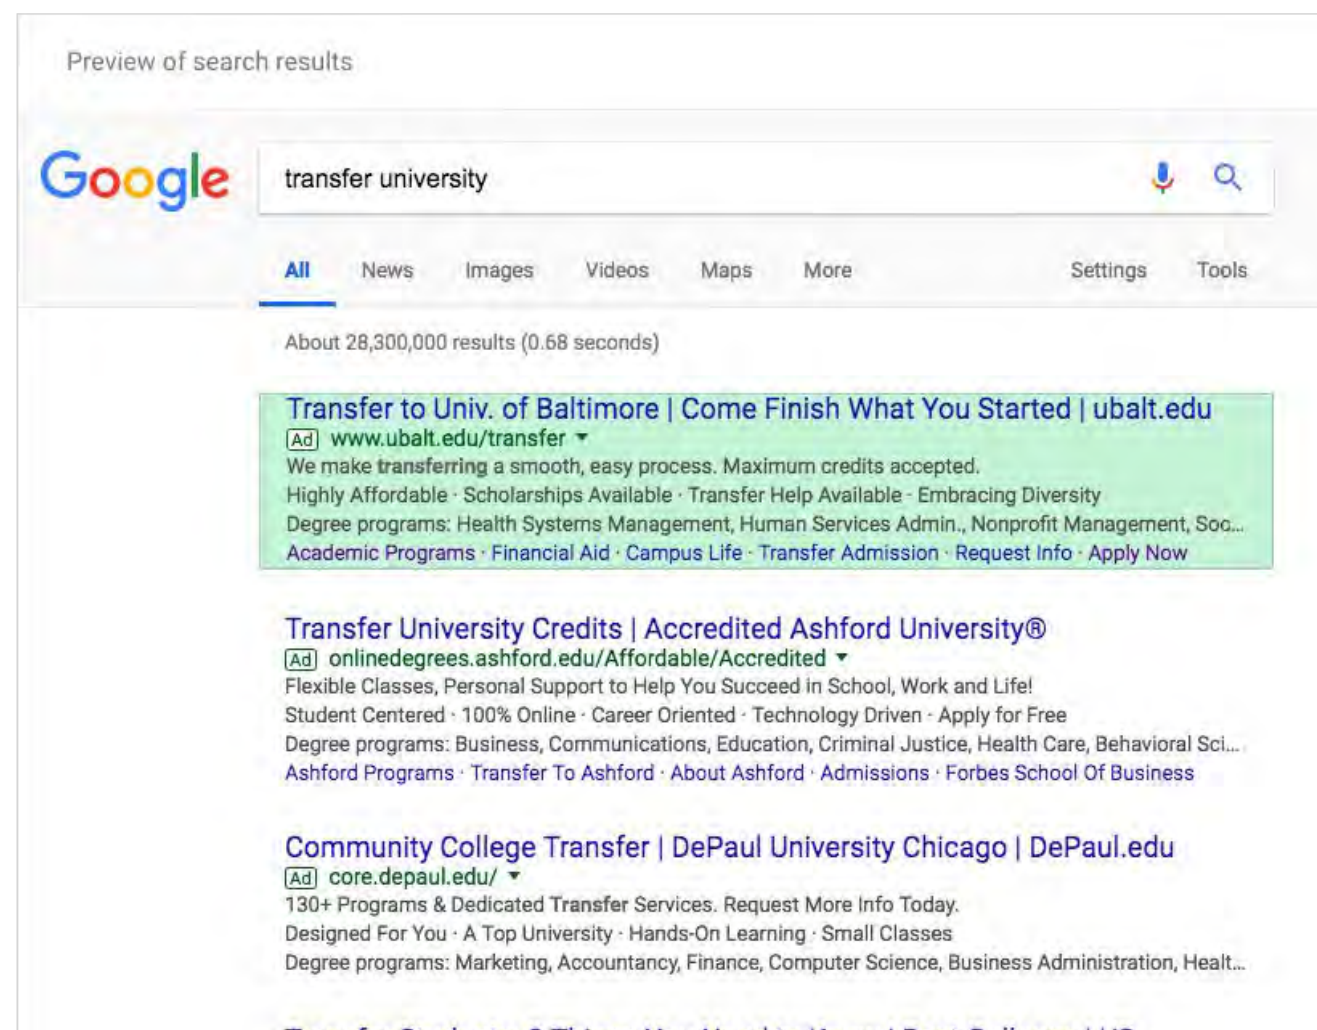 Preview of search results
Google
transfer university
All News Images Videos Maps More Settings Tools
About 28,300,000 results (0.68 seconds)
Transfer to Univ. of Baltimore | Come Finish What You Started | ubalt.edu
Ad www.ubalt.edu/transfer
We make transferring a smooth, easy process. Maximum credits accepted.
Highly Affordable · Scholarships Available · Transfer Help Available · Embracing Diversity
Degree programs: Health Systems Management, Human Services Admin., Nonprofit Management, Soc...
Academic Programs · Financial Aid · Campus Life · Transfer Admission · Request Info · Apply Now
Transfer University Credits | Accredited Ashford University®
Ad onlinedegrees.ashford.edu/Affordable/Accredited
Flexible Classes, Personal Support to Help You Succeed in School, Work and Life!
Student Centered · 100% Online · Career Oriented · Technology Driven · Apply for Free
Degree programs: Business, Communications, Education, Criminal Justice, Health Care, Behavioral Sci...
Ashford Programs · Transfer To Ashford · About Ashford · Admissions · Forbes School Of Business
Community College Transfer | DePaul University Chicago | DePaul.edu
Ad core.depaul.edu/
130+ Programs & Dedicated Transfer Services. Request More Info Today.
Designed For You · A Top University · Hands-On Learning · Small Classes
Degree programs: Marketing, Accountancy, Finance, Computer Science, Business Administration, Healt...